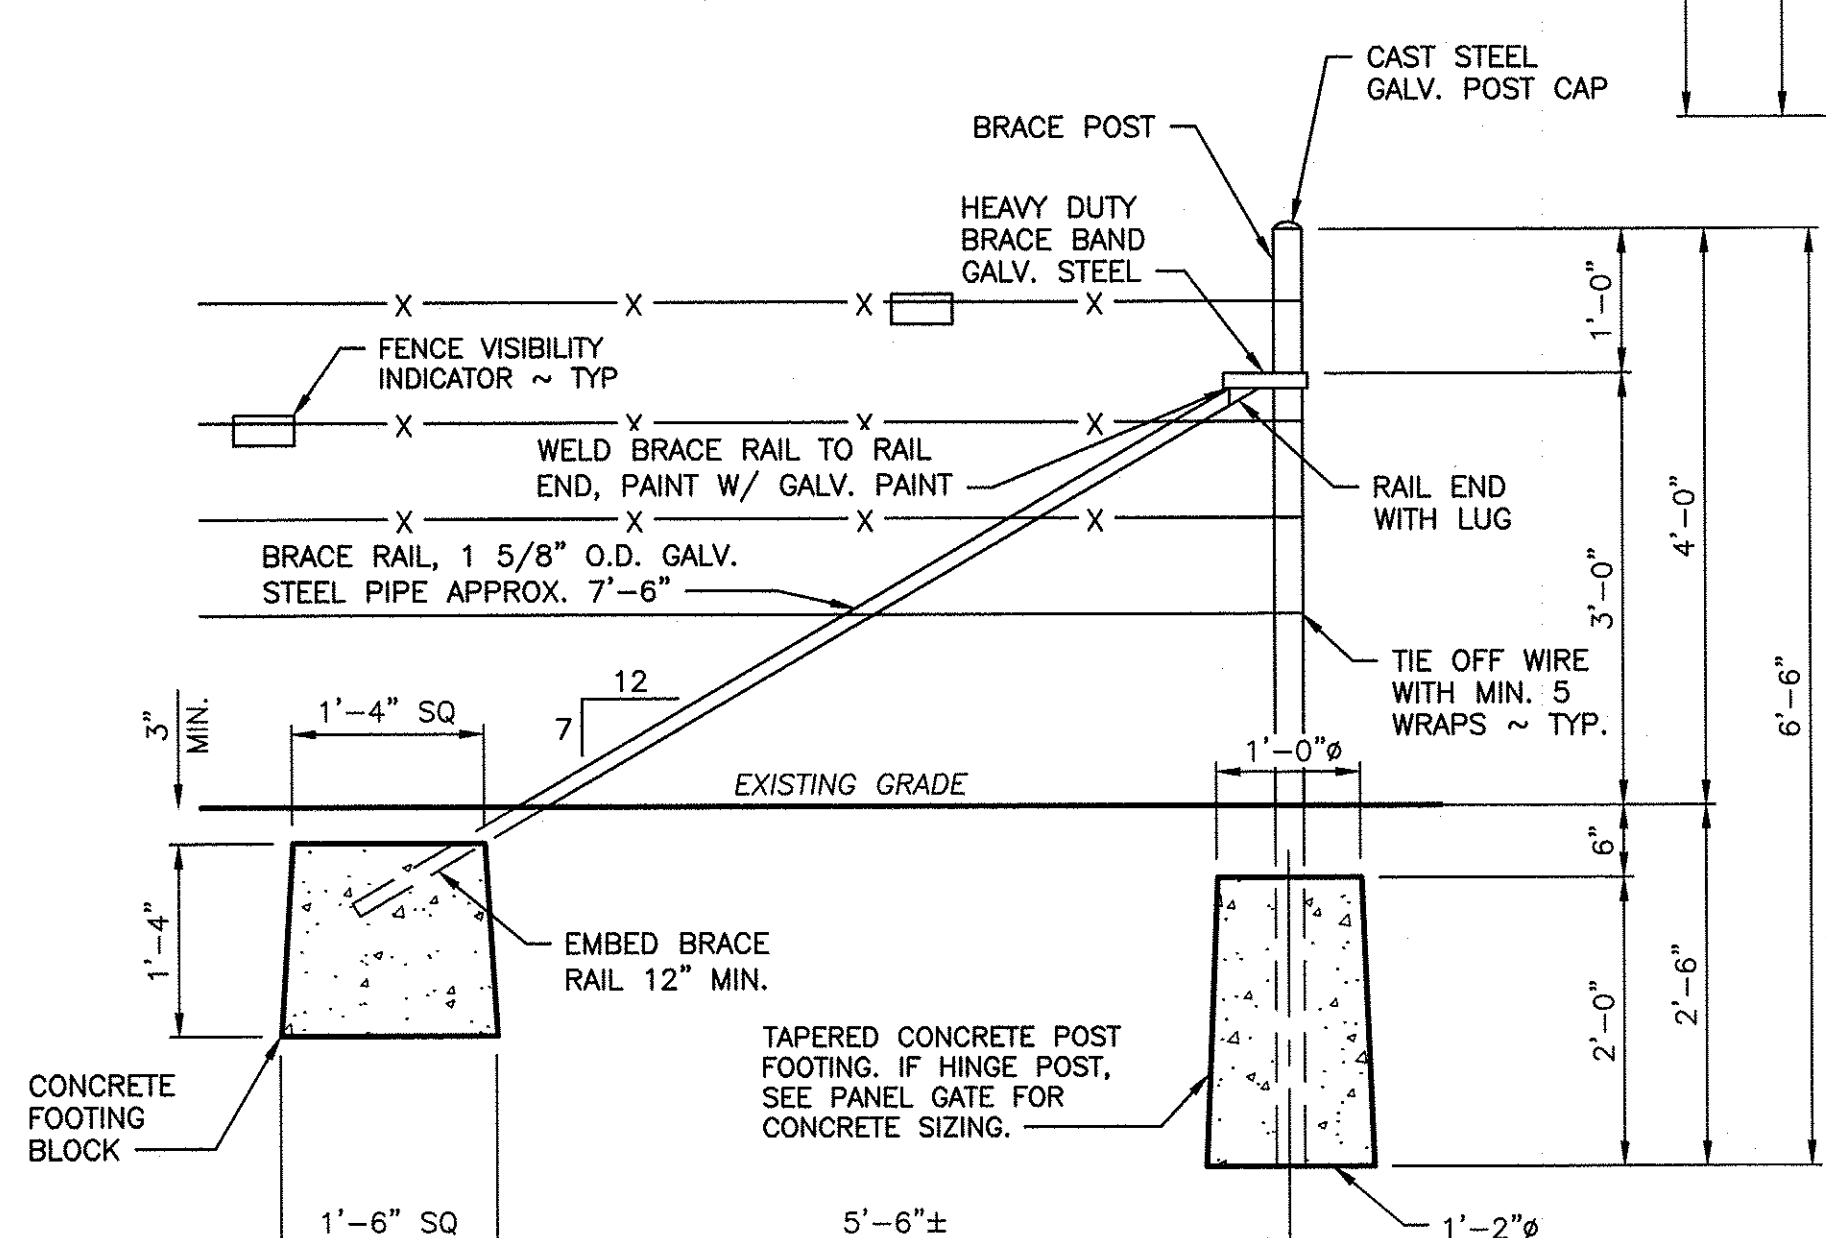 CAST STEEL
GALV. POST CAP
BRACE POST
HEAVY DUTY
BRACE BAND
GALV. STEEL
1'-0"
X X X X
FENCE VISIBILITY
INDICATOR ~ TYP
X X X X
WELD BRACE RAIL TO RAIL
END, PAINT W/ GALV. PAINT
RAIL END
WITH LUG
4'-0"
X X X X
BRACE RAIL, 1 5/8" O.D. GALV.
STEEL PIPE APPROX. 7'-6"
3'-0"
TIE OFF WIRE
WITH MIN. 5
WRAPS ~ TYP.
6'-6"
12
7
3"
MIN.
1'-4" SQ
1'-0"ø
EXISTING GRADE
6"
1'-4"
EMBED BRACE
RAIL 12" MIN.
2'-0"
2'-6"
TAPERED CONCRETE POST
FOOTING. IF HINGE POST,
SEE PANEL GATE FOR
CONCRETE SIZING.
CONCRETE
FOOTING
BLOCK
1'-6" SQ
5'-6"±
1'-2"ø